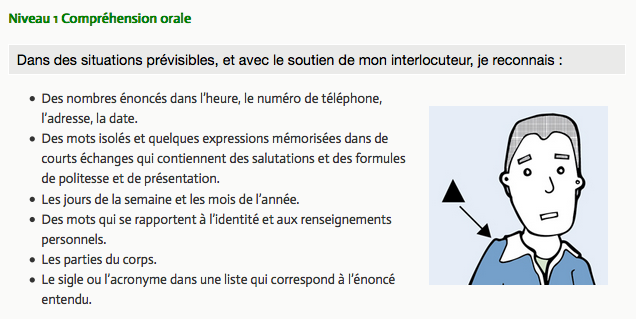 Niveau 1 Compréhension orale
Dans des situations prévisibles, et avec le soutien de mon interlocuteur, je reconnais :
• Des nombres énoncés dans l'heure, le numéro de téléphone,
l'adresse, la date.
• Des mots isolés et quelques expressions mémorisées dans de
courts échanges qui contiennent des salutations et des formules
de politesse et de présentation.
• Les jours de la semaine et les mois de l'année.
• Des mots qui se rapportent à l'identité et aux renseignements
personnels.
• Les parties du corps.
• Le sigle ou l'acronyme dans une liste qui correspond à l'énoncé
entendu.